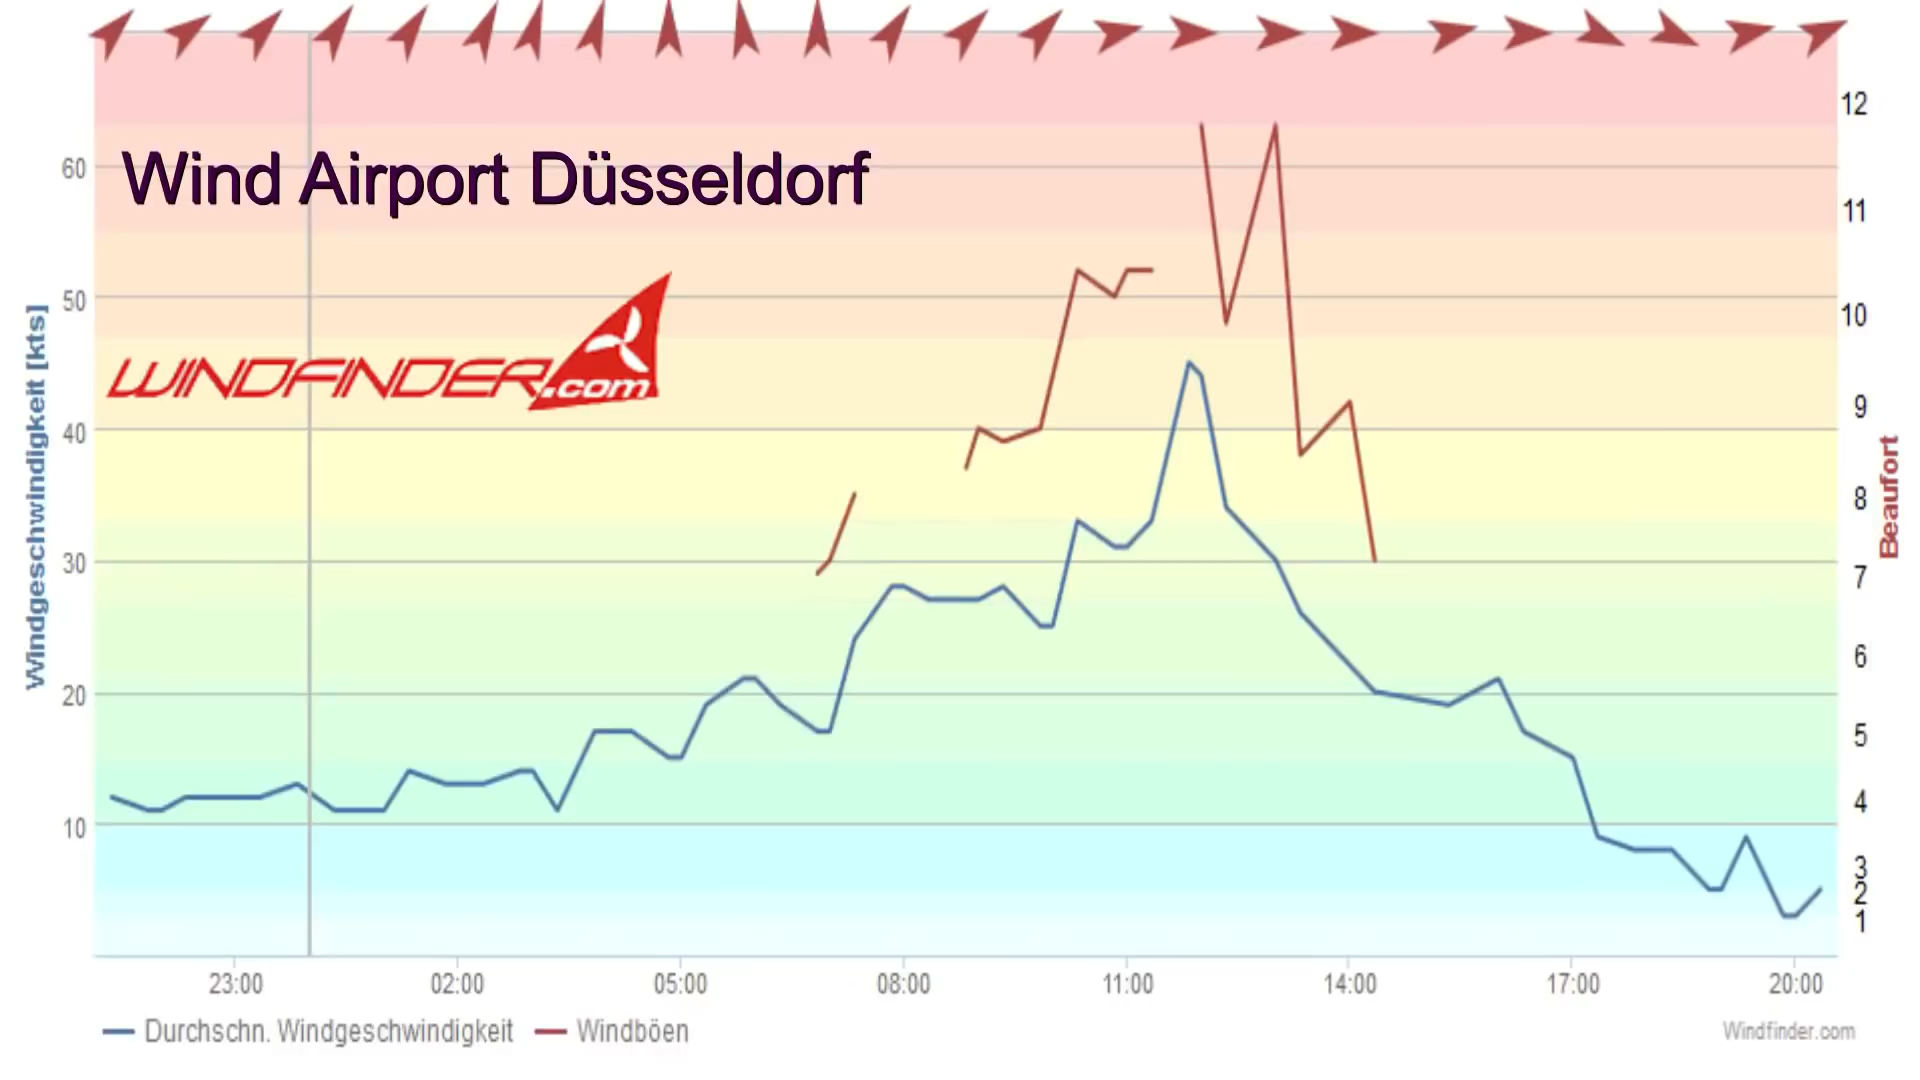 Wind Airport Düsseldorf
WINDFINDER.com
Windgeschwindigkeit [kts]
60
50
40
30
20
10
12
11
10
9
8
7
6
5
4
3
2
1
Beaufort
23:00 02:00 05:00 08:00 11:00 14:00 17:00 20:00
Durchschn. Windgeschwindigkeit Windböen
Windfinder.com